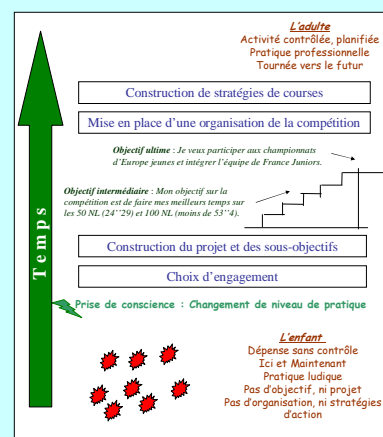 L'adulte
Activité contrôlée, planifiée
Pratique professionnelle
Tournée vers le futur
Construction de stratégies de courses
Mise en place d'une organisation de la compétition
Objectif ultime : Je veux participer aux championnats
d'Europe jeunes et intégrer l'équipe de France Juniors.
Objectif intermédiaire : Mon objectif sur la
compétition est de faire mes meilleurs temps sur
les 50 NL (24''29) et 100 NL (moins de 53''4).
Temps
Construction du projet et des sous-objectifs
Choix d'engagement
Prise de conscience : Changement de niveau de pratique
L'enfant
Dépense sans contrôle
Ici et Maintenant
Pratique ludique
Pas d'objectif, ni projet
Pas d'organisation, ni stratégies
d'action